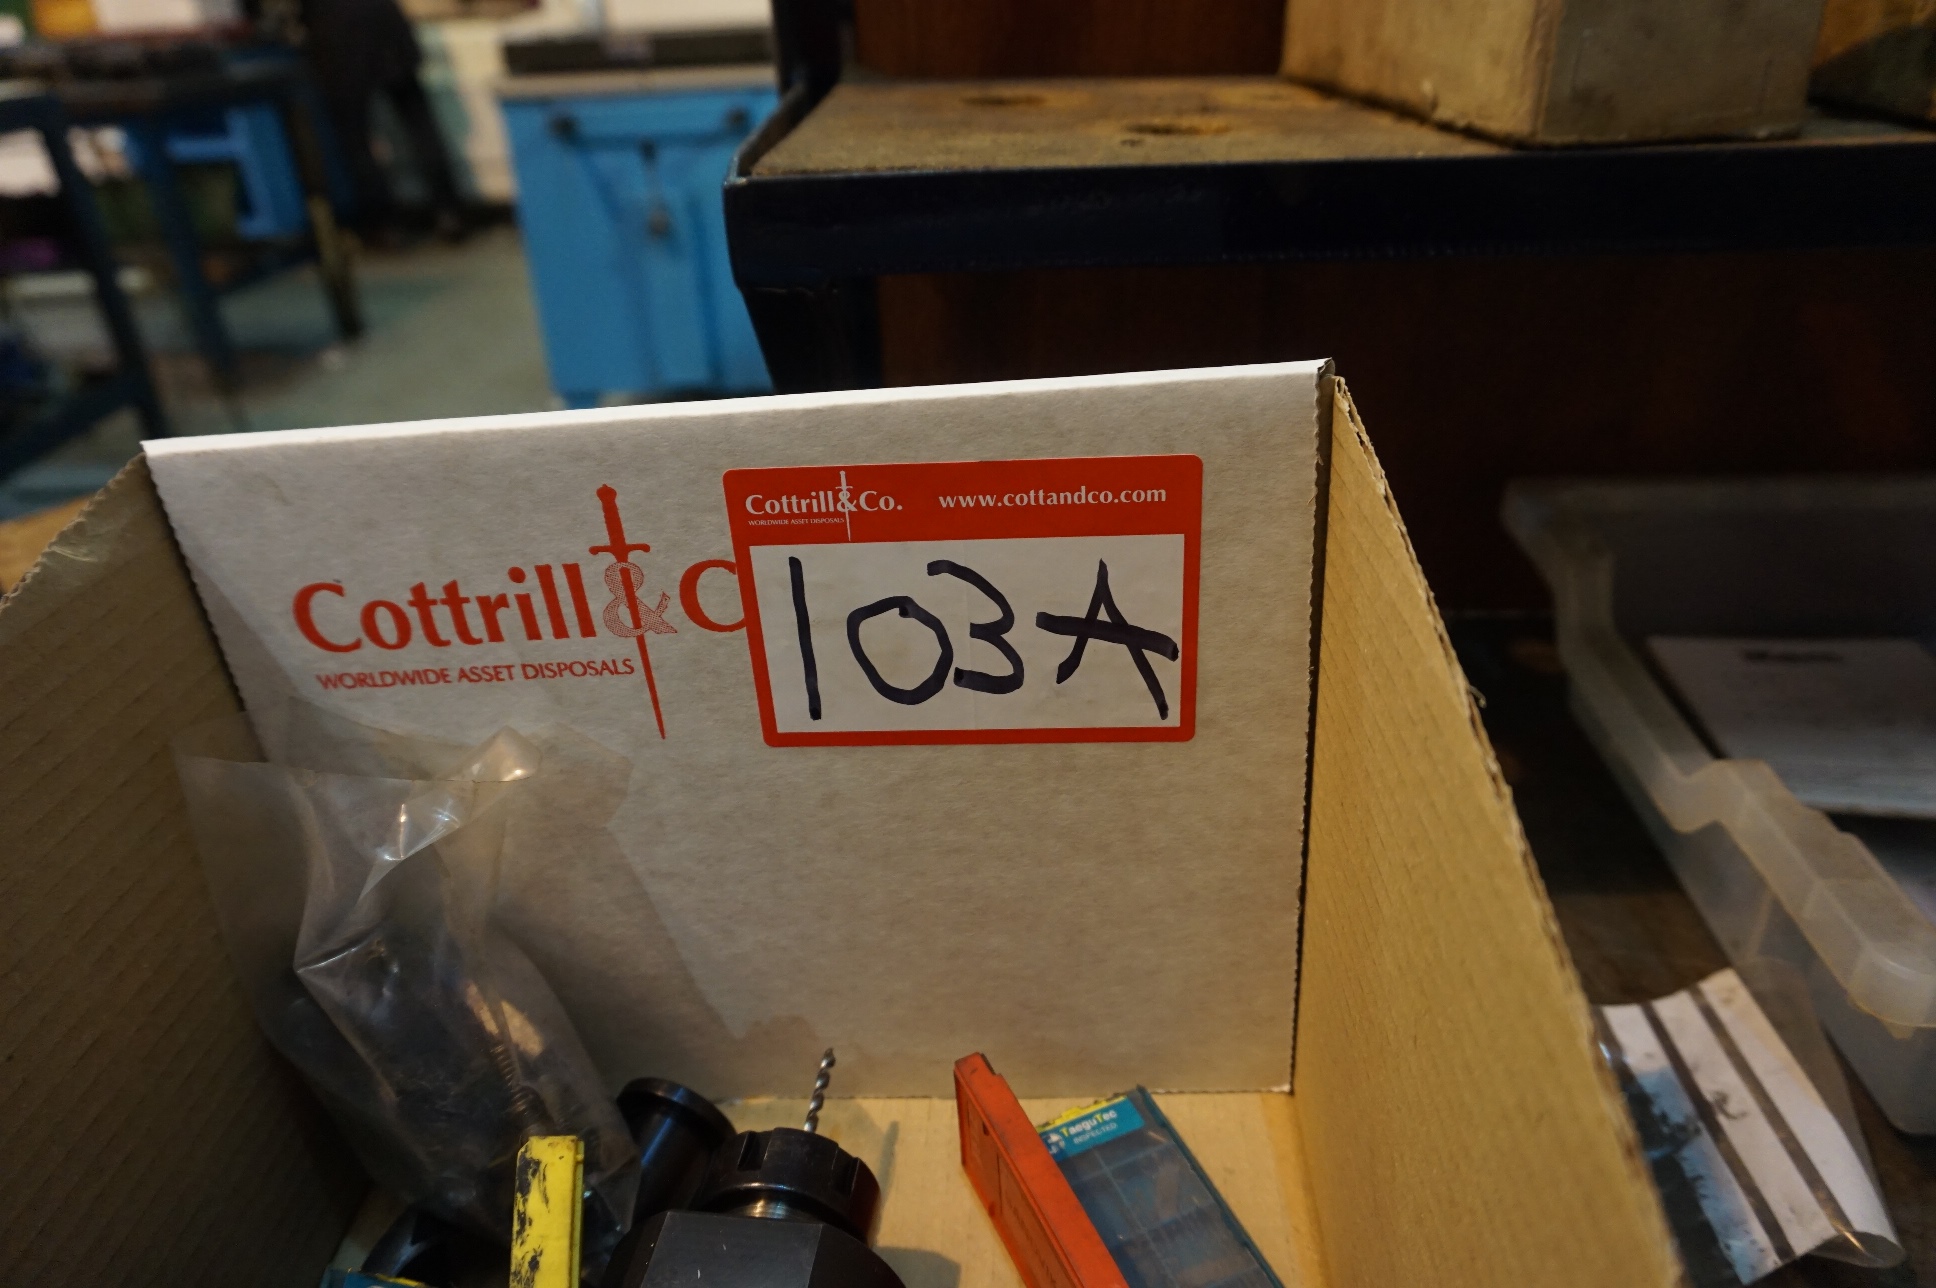 Cottrill&Co. www.cottandco.com
WORLDWIDE ASSET DISPOSALS
103A
Cottrill & C
WORLDWIDE ASSET DISPOSALS
TaeguTec